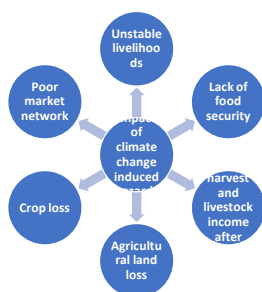 Unstable
livelihoo
ds
Poor
market
network
Lack of
food
security
of
climate
change
induced
Crop loss
harvest
and
livestock
income
after
Agricultu
ral land
loss